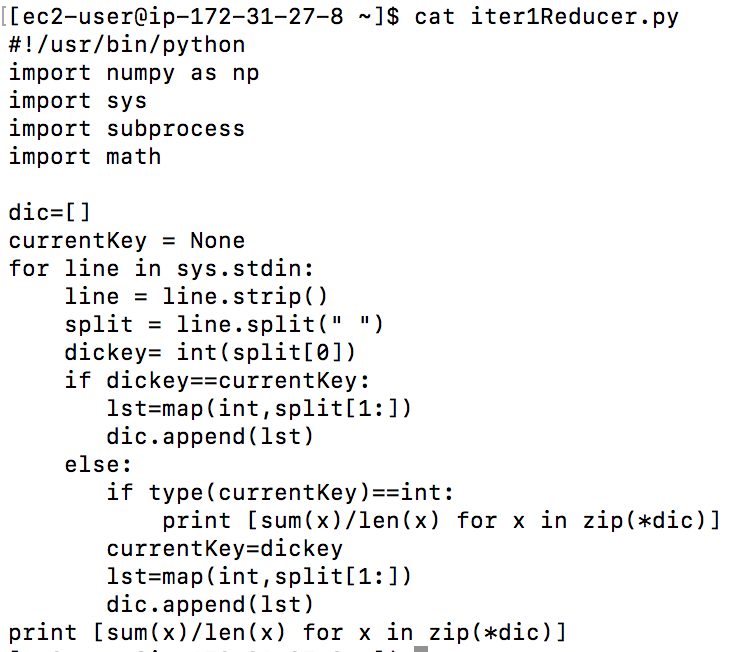 [[ec2-user@ip-172-31-27-8 ~]$ cat iter1Reducer.py
#!/usr/bin/python
import numpy as np
import sys
import subprocess
import math

dic=[]
currentKey = None
for line in sys.stdin:
    line = line.strip()
    split = line.split(" ")
    dickey= int(split[0])
    if dickey==currentKey:
       lst=map(int,split[1:])
       dic.append(lst)
    else:
       if type(currentKey)==int:
           print [sum(x)/len(x) for x in zip(*dic)]
       currentKey=dickey
       lst=map(int,split[1:])
       dic.append(lst)
print [sum(x)/len(x) for x in zip(*dic)]